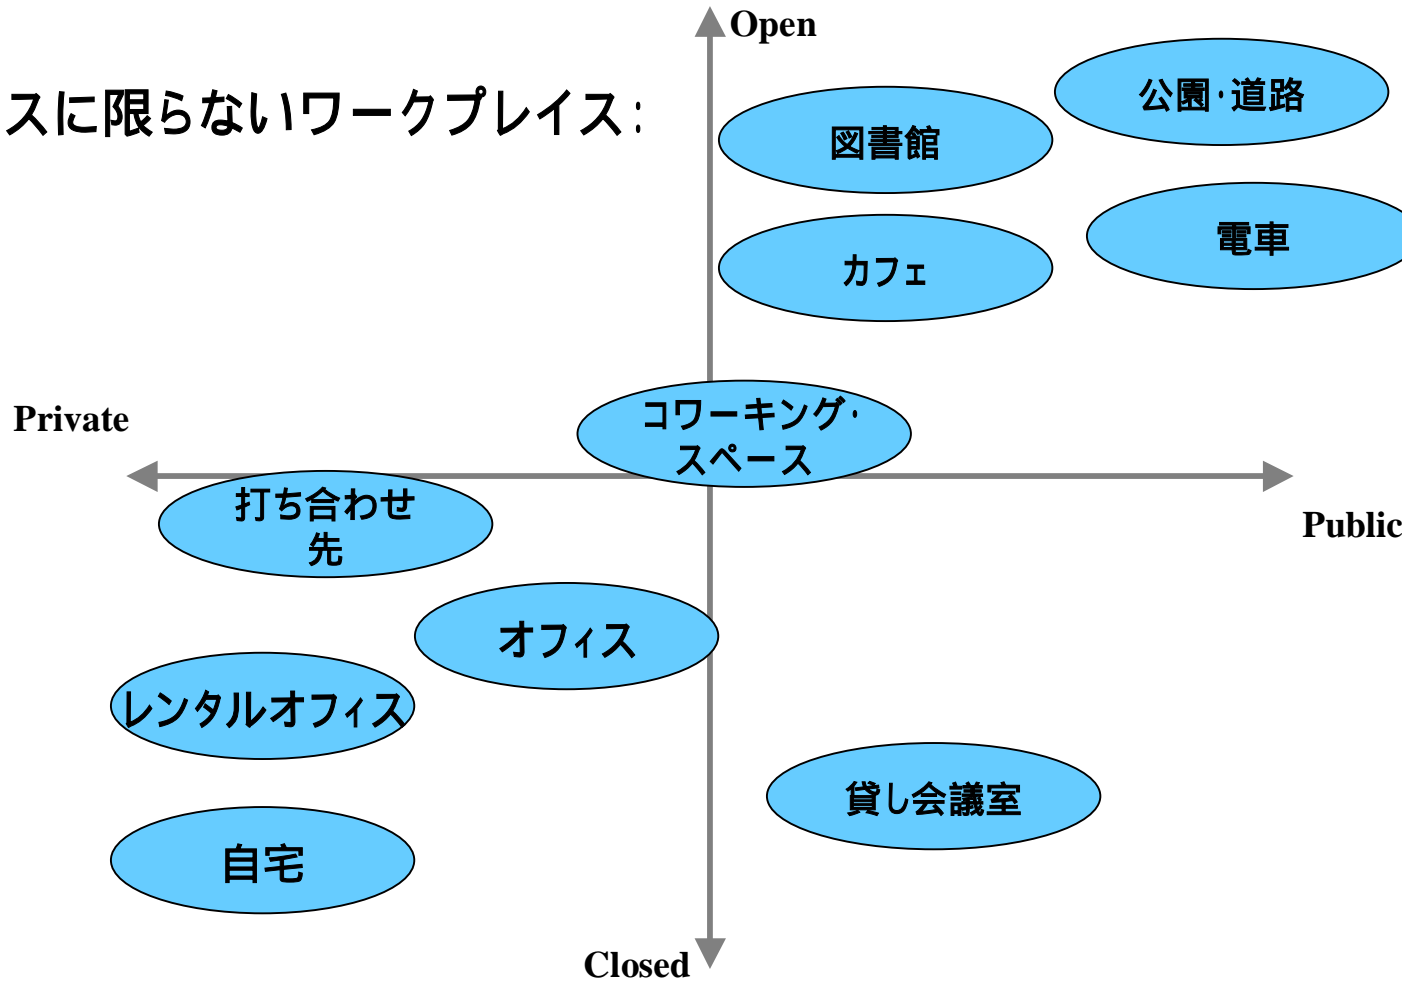 Open
スに限らないワークプレイス:
公園・道路
図書館
電車
カフェ
Private
コワーキング・
スペース
打ち合わせ
先
Public
オフィス
レンタルオフィス
貸し会議室
自宅
Closed